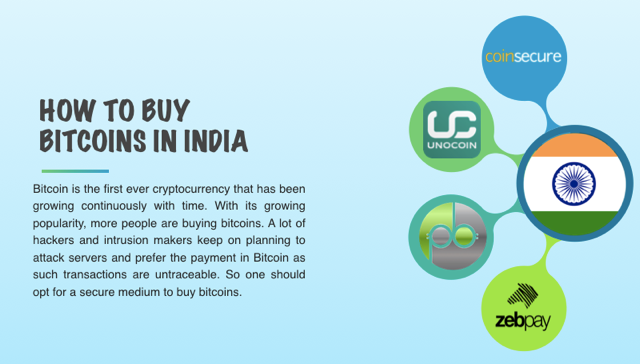 HOW TO BUY
BITCOINS IN INDIA
Bitcoin is the first ever cryptocurrency that has been
growing continuously with time. With its growing
popularity, more people are buying bitcoins. A lot of
hackers and intrusion makers keep on planning to
attack servers and prefer the payment in Bitcoin as
such transactions are untraceable. So one should
opt for a secure medium to buy bitcoins.
coinsecure
UC
UNOCOIN
pb
zebpay